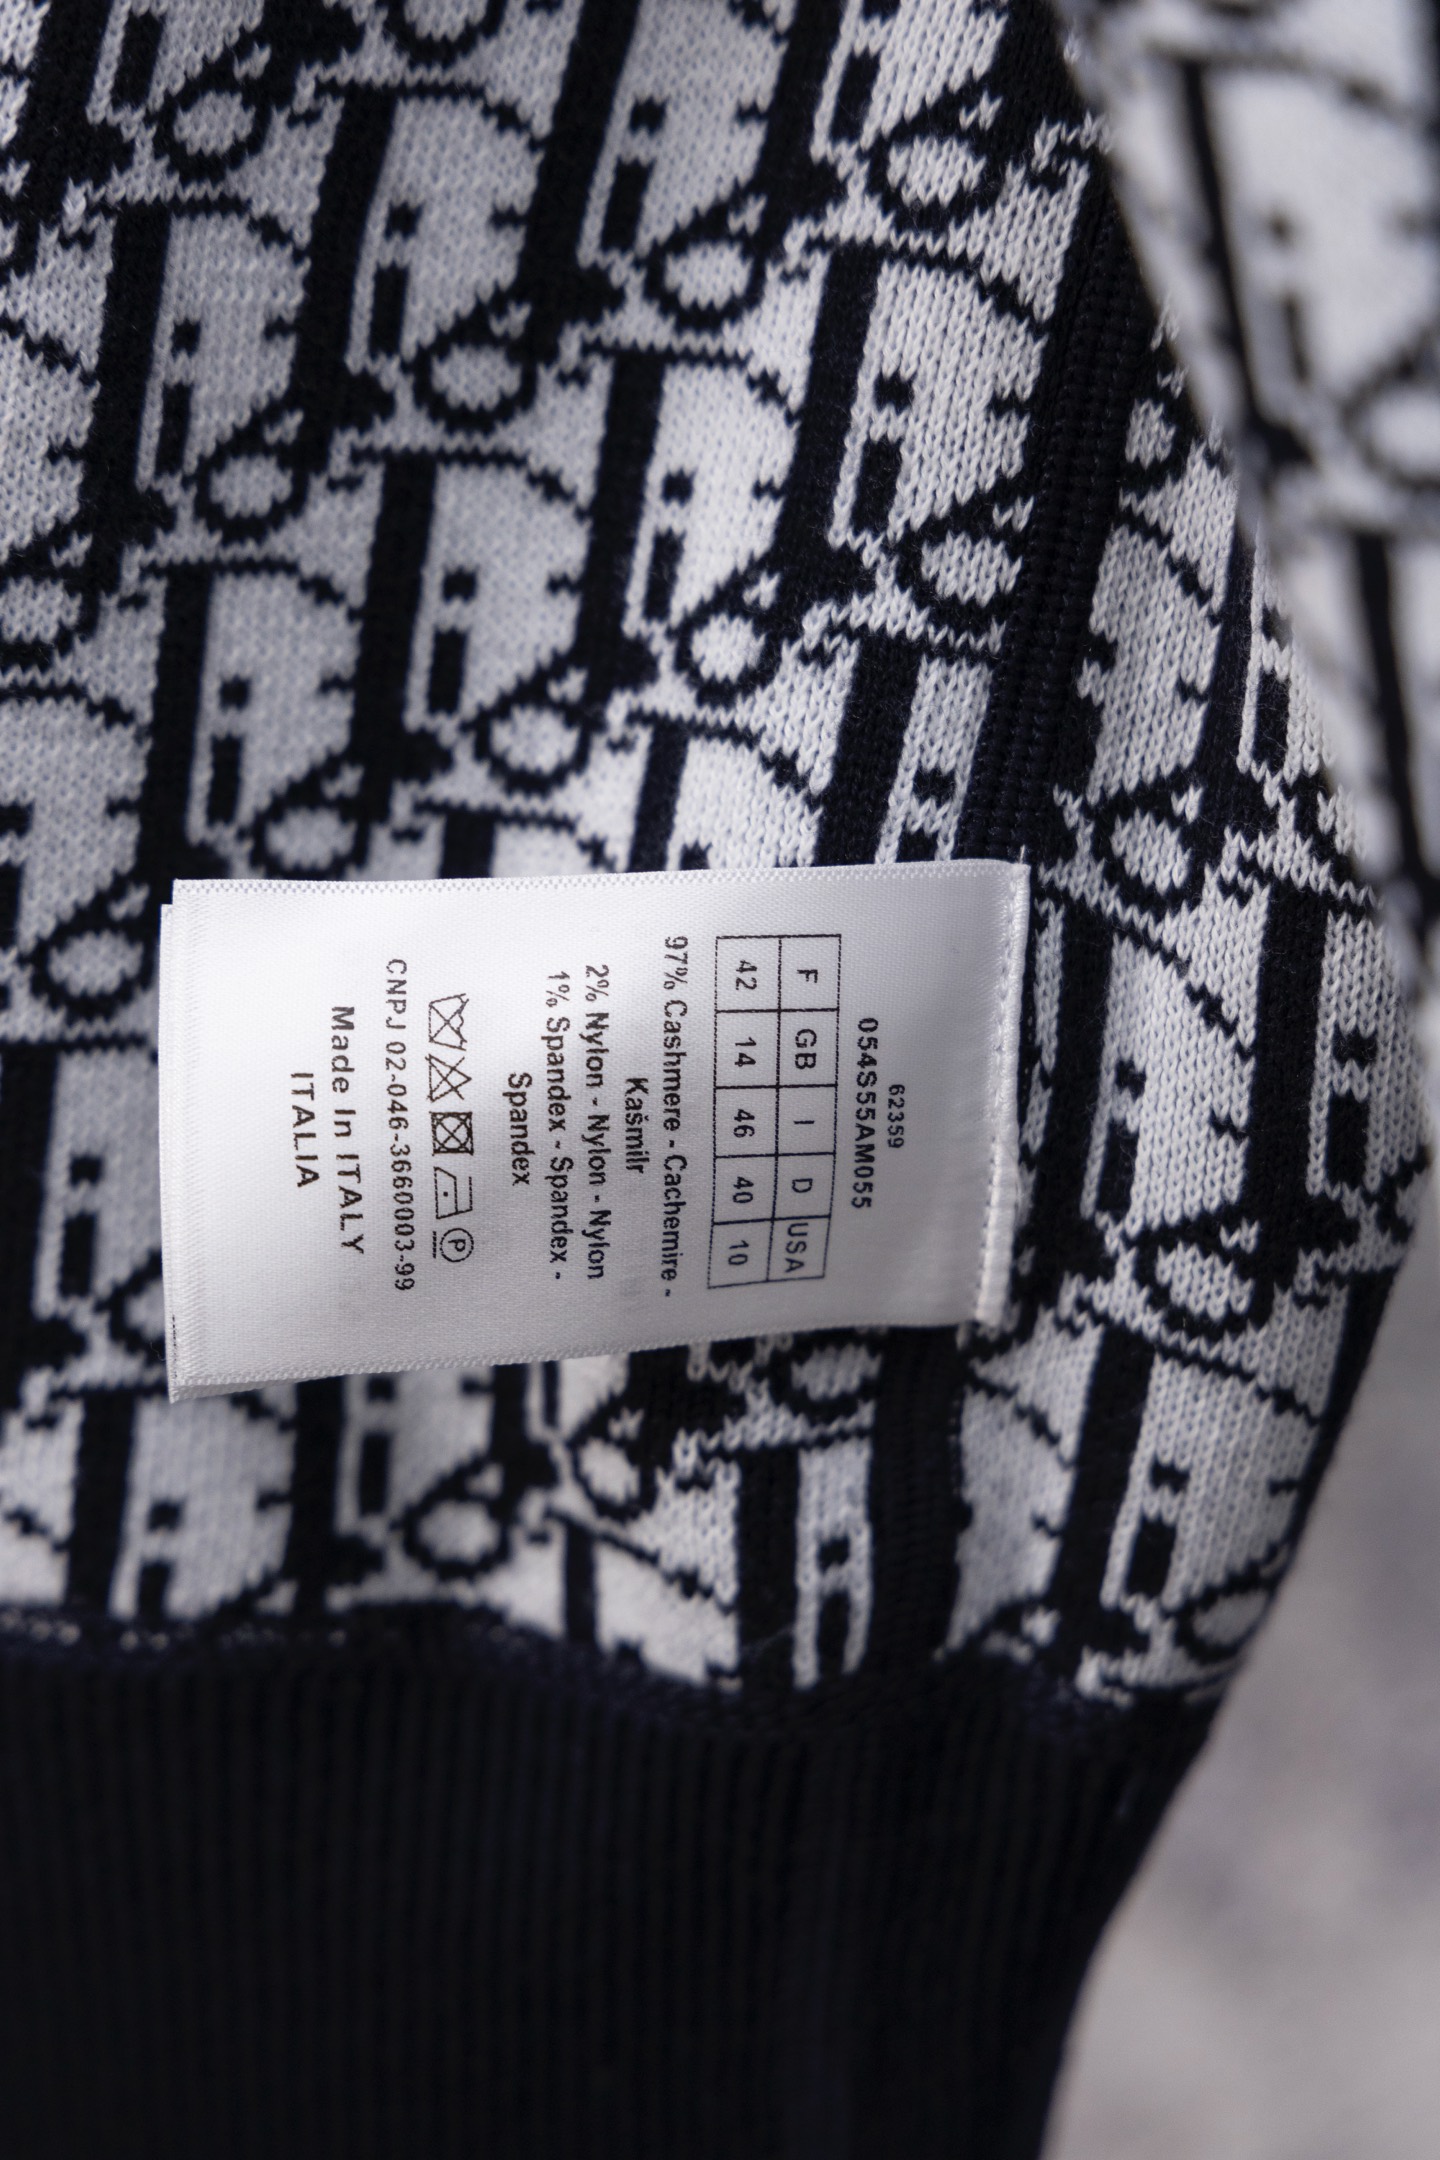 62359
054S55AM055
F GB I D USA
42 14 46 40 10
97% Cashmere - Cachemire -
Kašmilr
2% Nylon - Nylon - Nylon
1% Spandex - Spandex -
Spandex
P
CNPJ 02-046-3660003-99
Made In ITALY
ITALIA